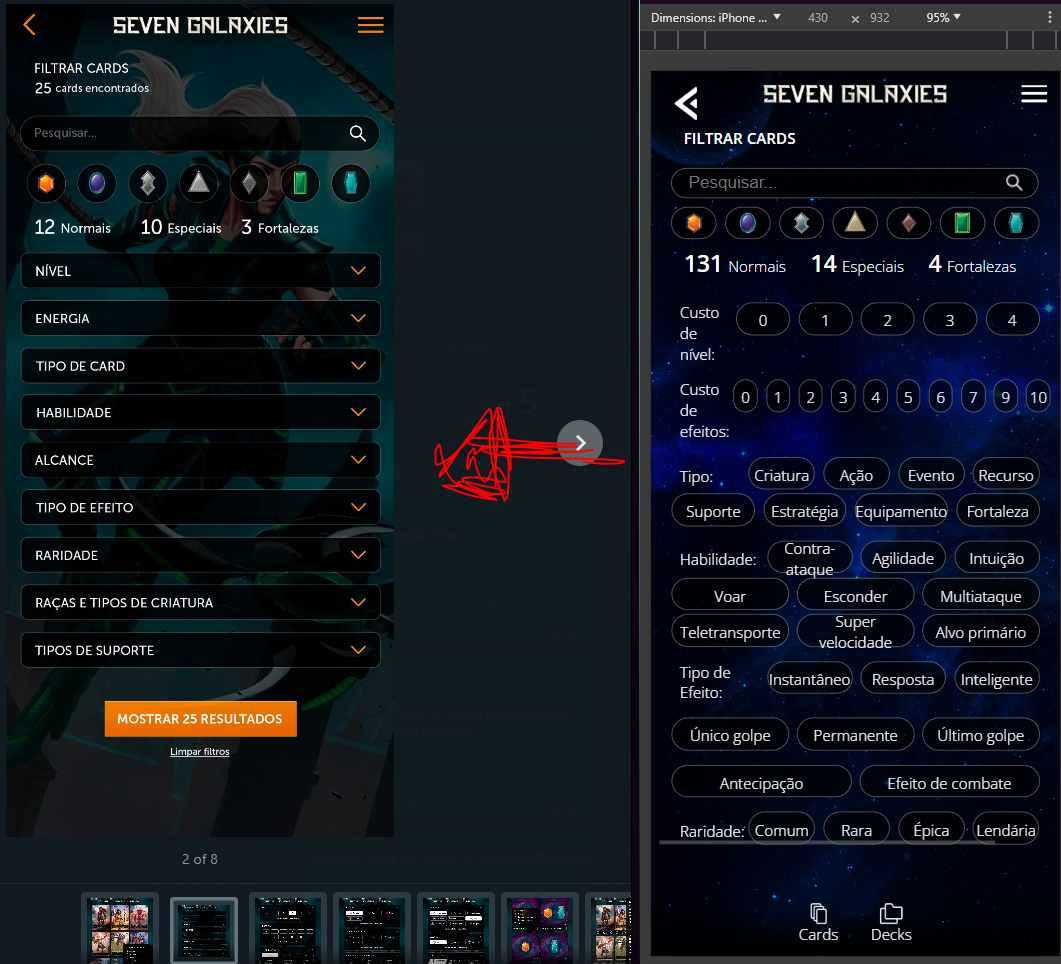 SEVEN GALAXIES
FILTRAR CARDS
25 cards encontrados
Pesquisar...
12 Normais 10 Especiais 3 Fortalezas
NÍVEL
ENERGIA
TIPO DE CARD
HABILIDADE
ALCANCE
TIPO DE EFEITO
RARIDADE
RAÇAS E TIPOS DE CRIATURA
TIPOS DE SUPORTE
MOSTRAR 25 RESULTADOS
Limpar filtros
2 of 8
+5
Dimensions: iPhone ... 430 x 932 95%
SEVEN GALAXIES
FILTRAR CARDS
Pesquisar...
131 Normais 14 Especiais 4 Fortalezas
Custo de nível: 0 1 2 3 4
Custo de efeitos: 0 1 2 3 4 5 6 7 8 9 10
Tipo: Criatura Ação Evento Recurso
Suporte Estratégia Equipamento Fortaleza
Habilidade: Contra-ataque Agilidade Intuição
Voar Esconder Multiataque
Teletransporte Super velocidade Alvo primário
Tipo de Efeito: Instantâneo Resposta Inteligente
Único golpe Permanente Último golpe
Antecipação Efeito de combate
Raridade: Comum Rara Épica Lendária
Cards Decks